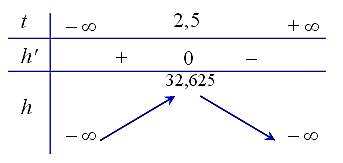 t −∞ 2,5 +∞
h′ + 0 −
32,625
h
−∞ −∞